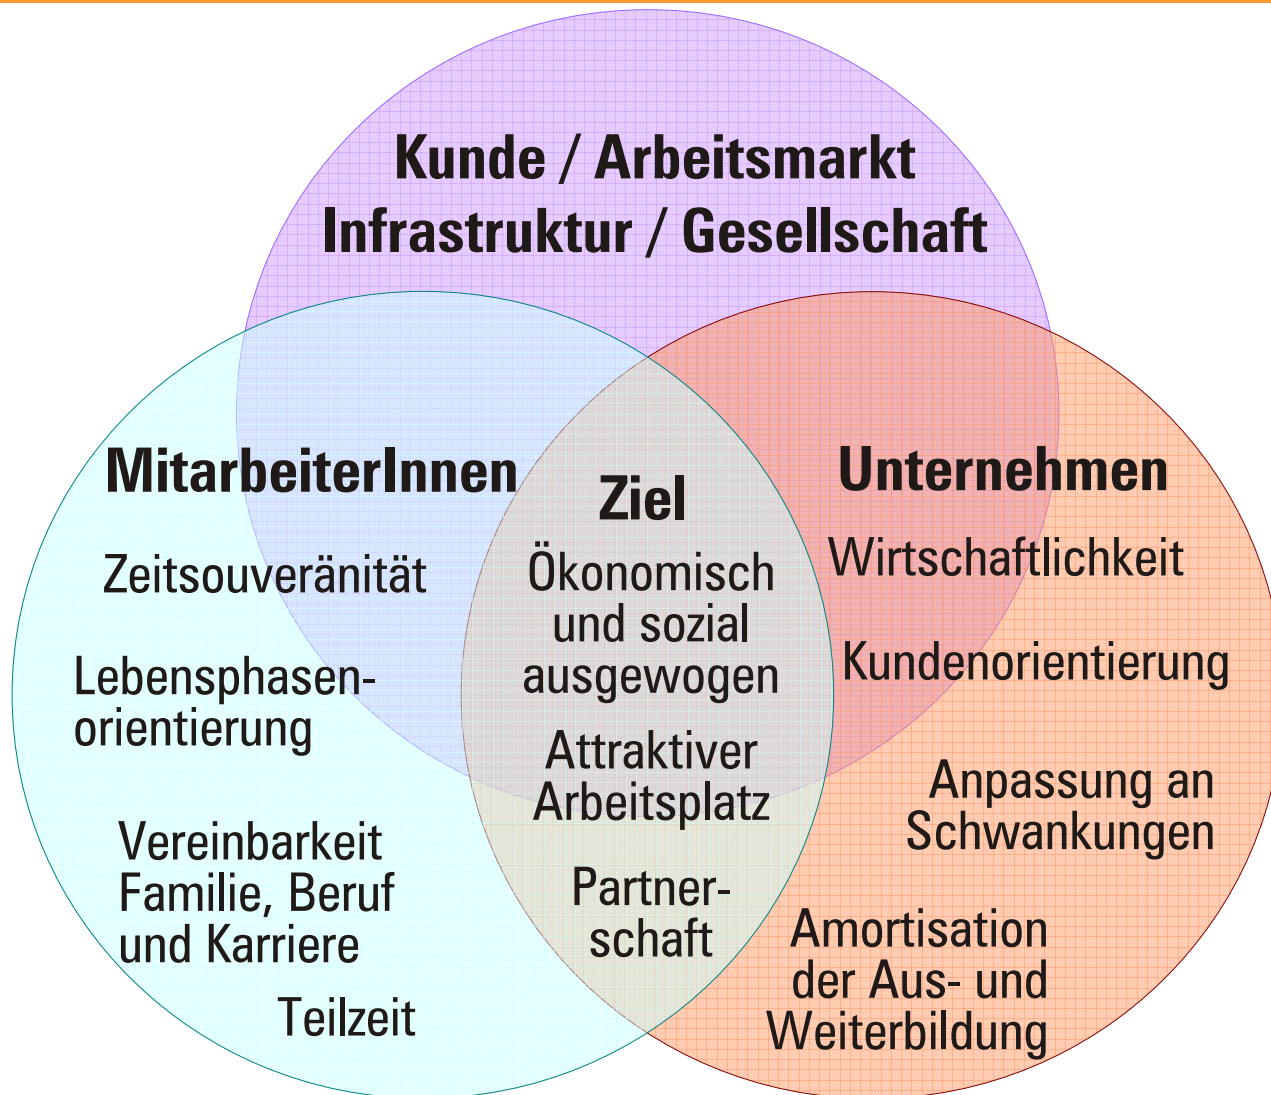 Kunde / Arbeitsmarkt
Infrastruktur / Gesellschaft
MitarbeiterInnen
Zeitsouveränität
Lebensphasen-
orientierung
Vereinbarkeit
Familie, Beruf
und Karriere
Teilzeit
Ziel
Ökonomisch
und sozial
ausgewogen
Attraktiver
Arbeitsplatz
Partner-
schaft
Unternehmen
Wirtschaftlichkeit
Kundenorientierung
Anpassung an
Schwankungen
Amortisation
der Aus- und
Weiterbildung